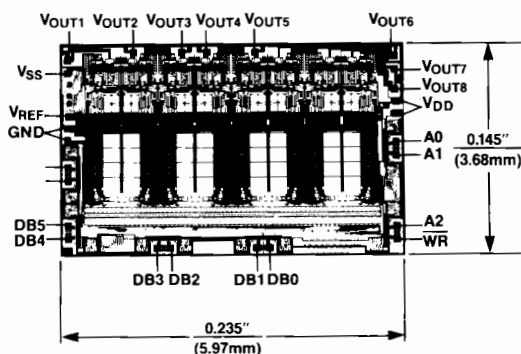 VOUT1 VOUT2 VOUT3 VOUT4 VOUT5 VOUT6
VSS
VOUT7
VOUT8
VREF
VDD
GND
A0
A1
0.145"
(3.68mm)
DB5
DB4
A2
WR
DB3 DB2 DB1 DB0
0.235"
(5.97mm)